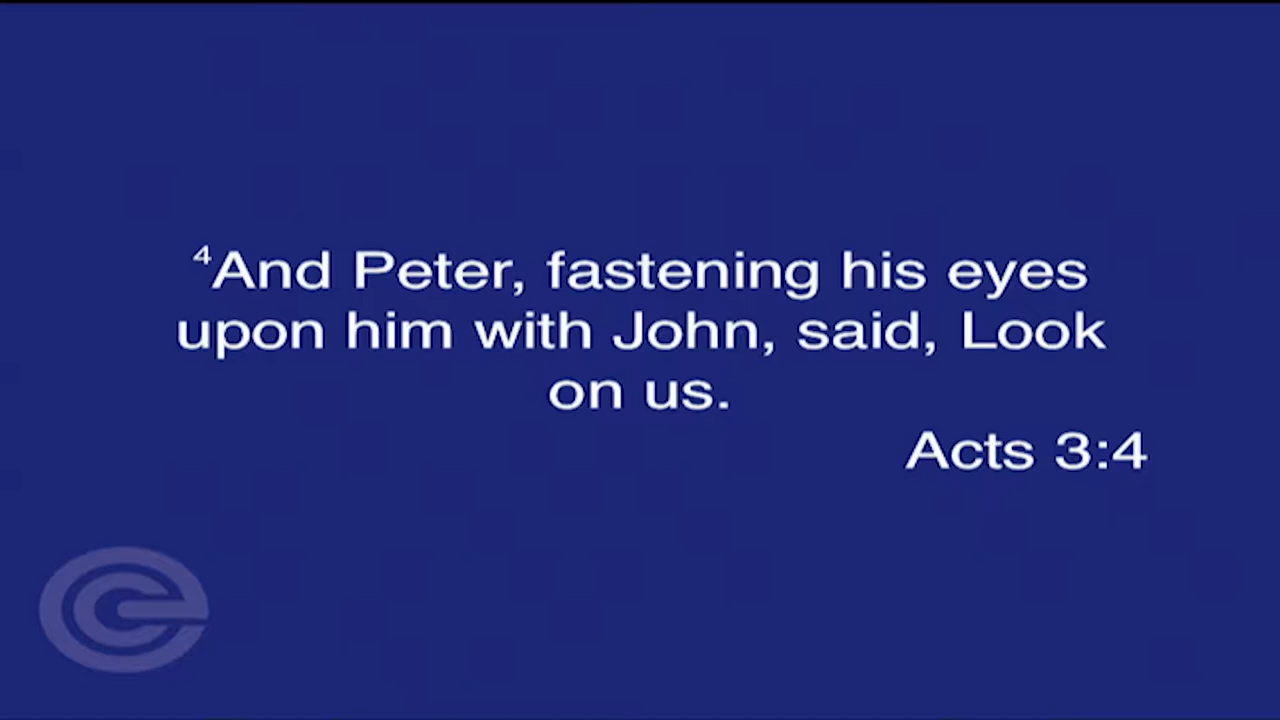 ⁴And Peter, fastening his eyes
upon him with John, said, Look
on us.
Acts 3:4